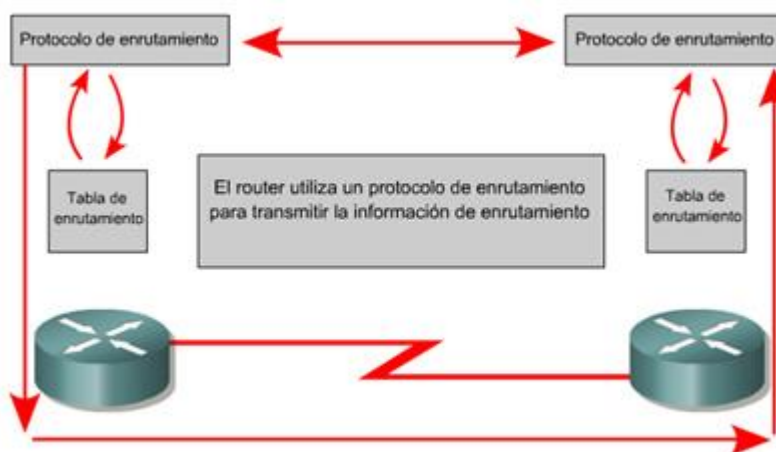 Protocolo de enrutamiento
Protocolo de enrutamiento
Tabla de
enrutamiento
El router utiliza un protocolo de enrutamiento
para transmitir la información de enrutamiento
Tabla de
enrutamiento